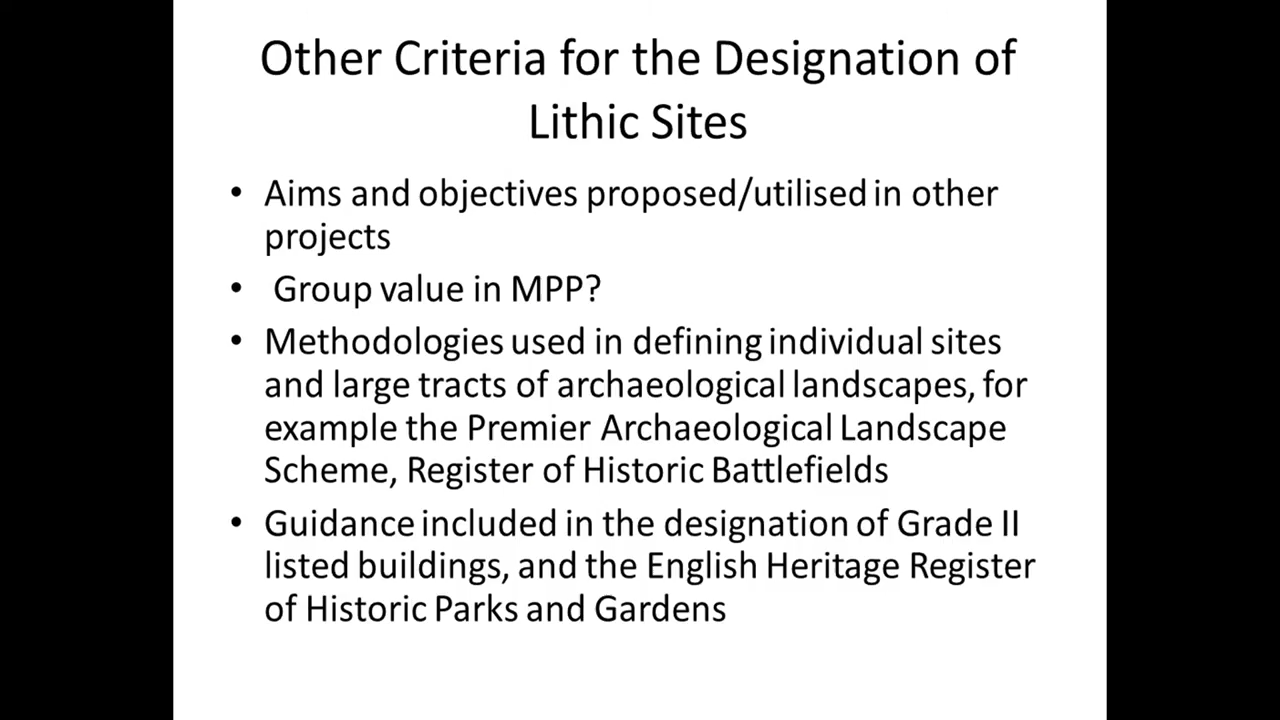 Other Criteria for the Designation of
Lithic Sites
• Aims and objectives proposed/utilised in other
projects
• Group value in MPP?
• Methodologies used in defining individual sites
and large tracts of archaeological landscapes, for
example the Premier Archaeological Landscape
Scheme, Register of Historic Battlefields
• Guidance included in the designation of Grade II
listed buildings, and the English Heritage Register
of Historic Parks and Gardens